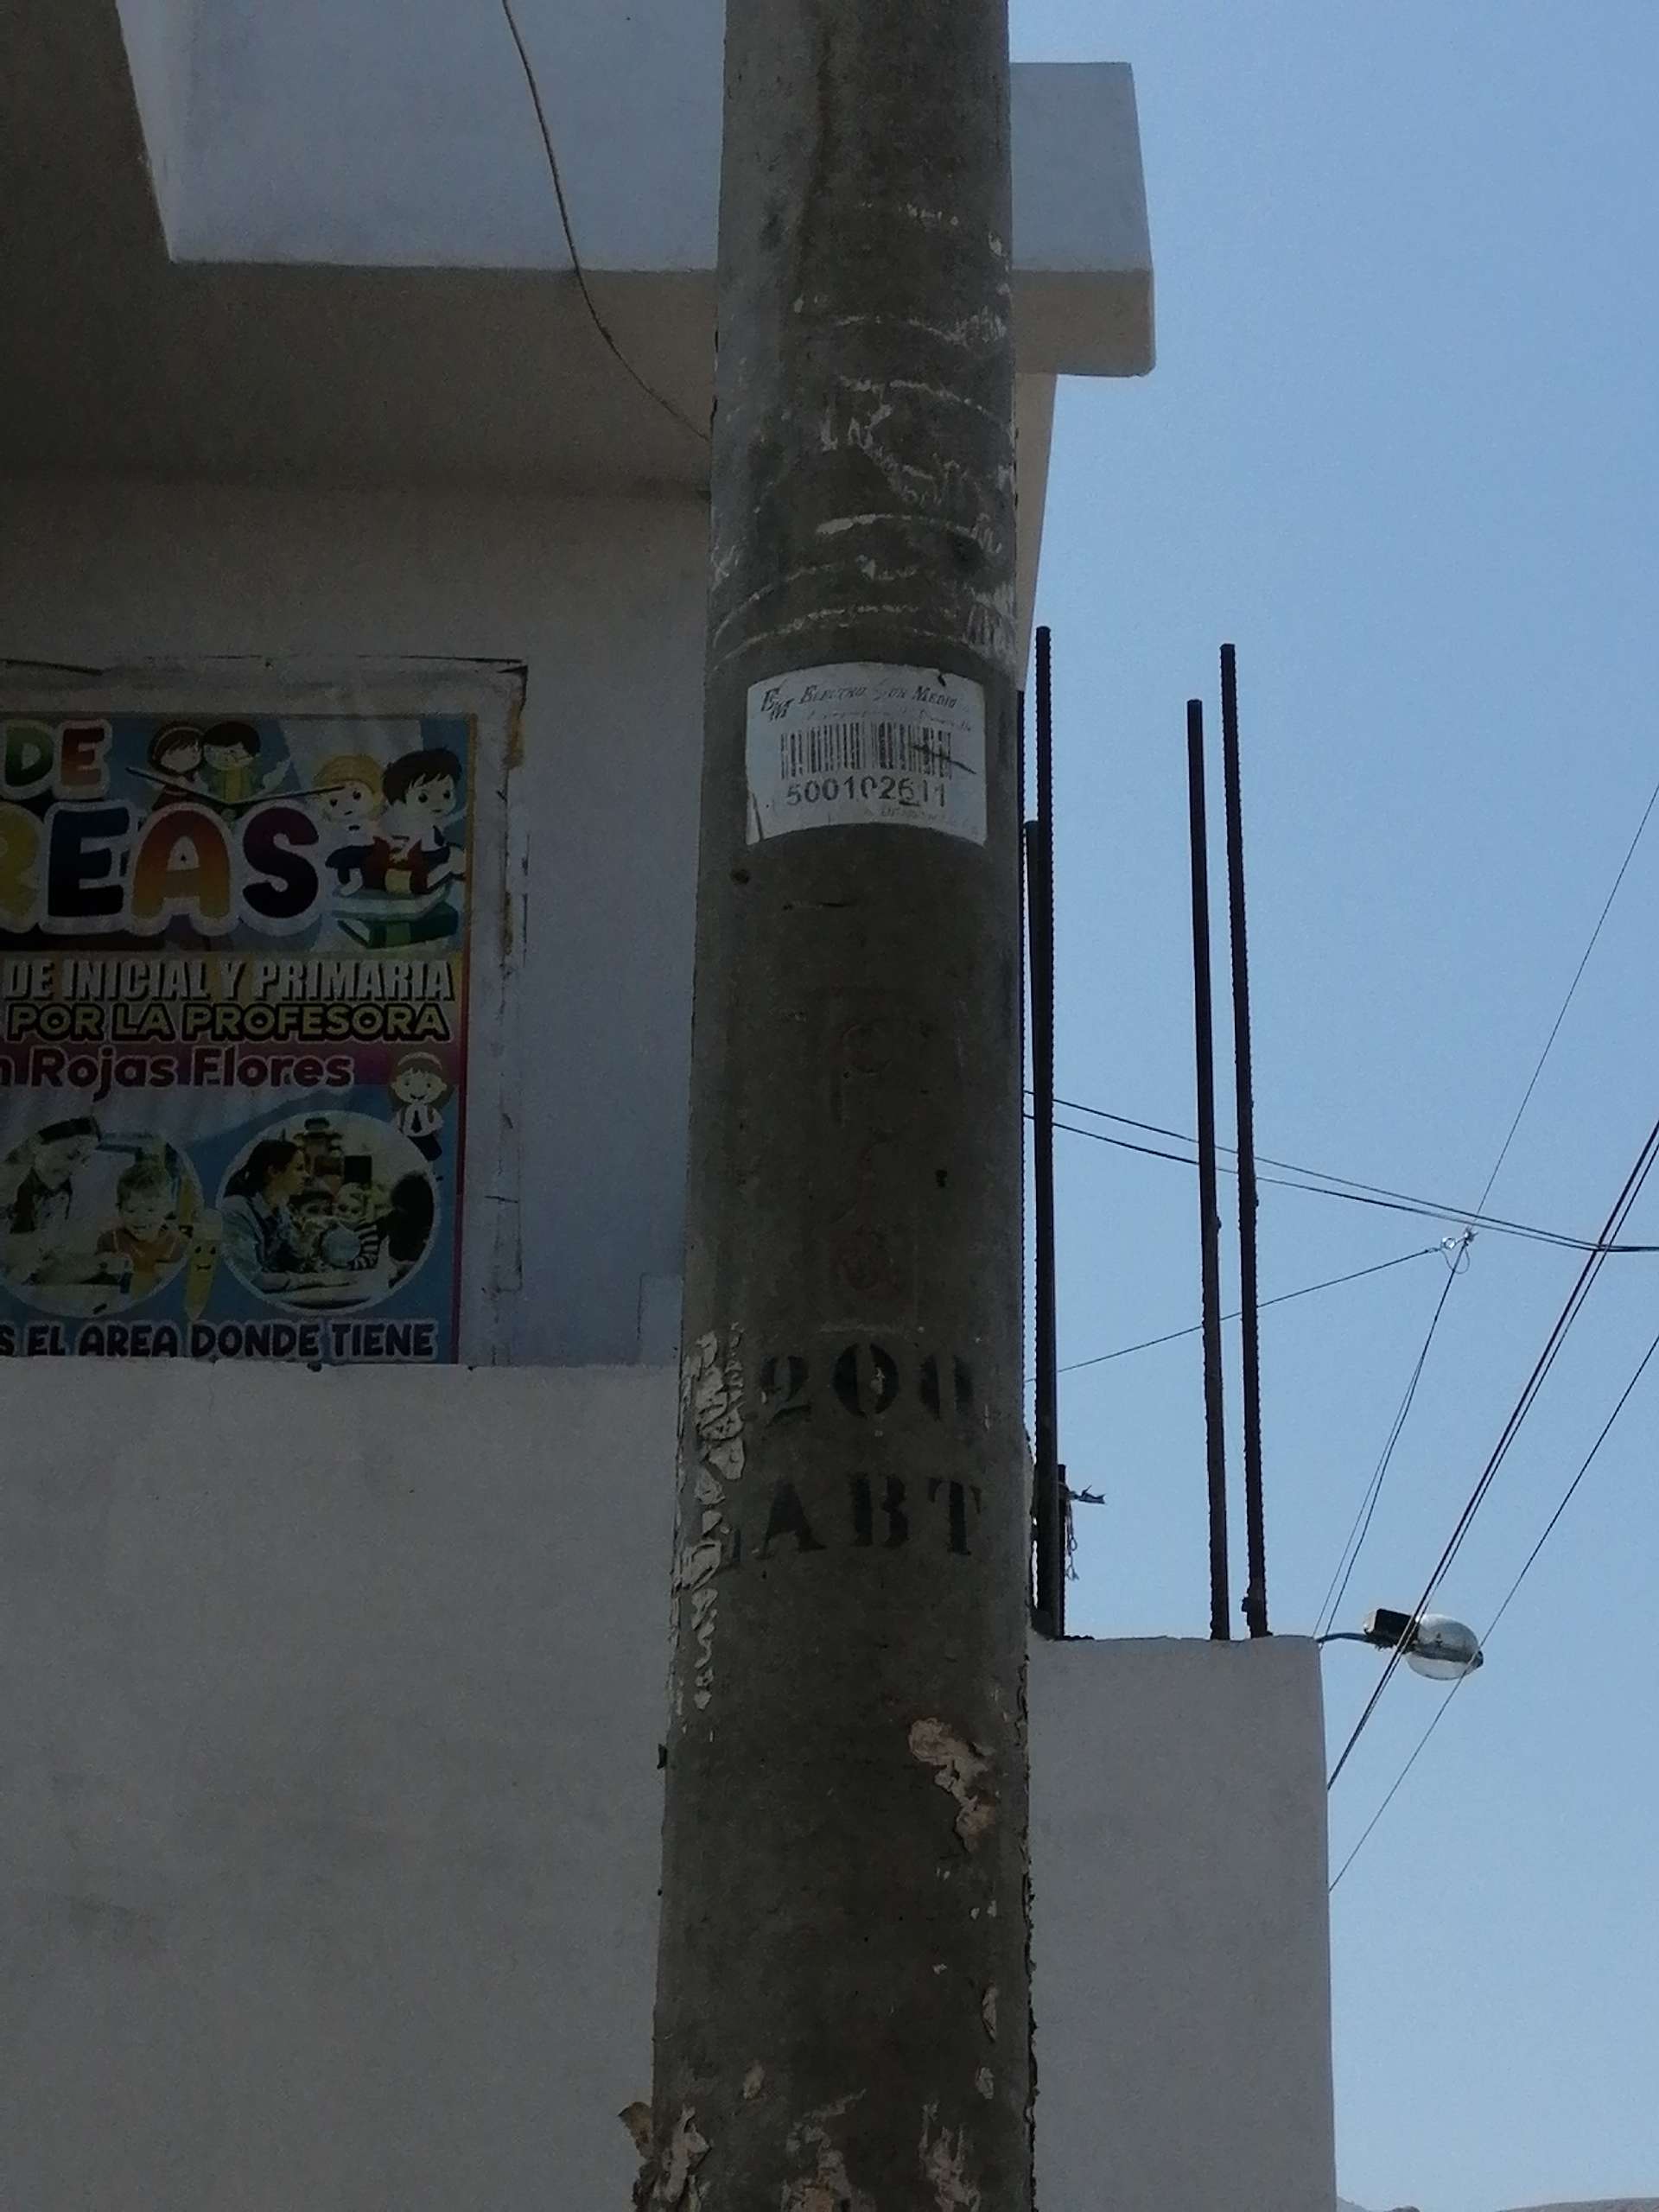 DE
REAS
DE INICIAL Y PRIMARIA
POR LA PROFESORA
n Rojas Flores
S EL AREA DONDE TIENE
EM ELECTRO SUR MEDIO
500102611
200
ABT